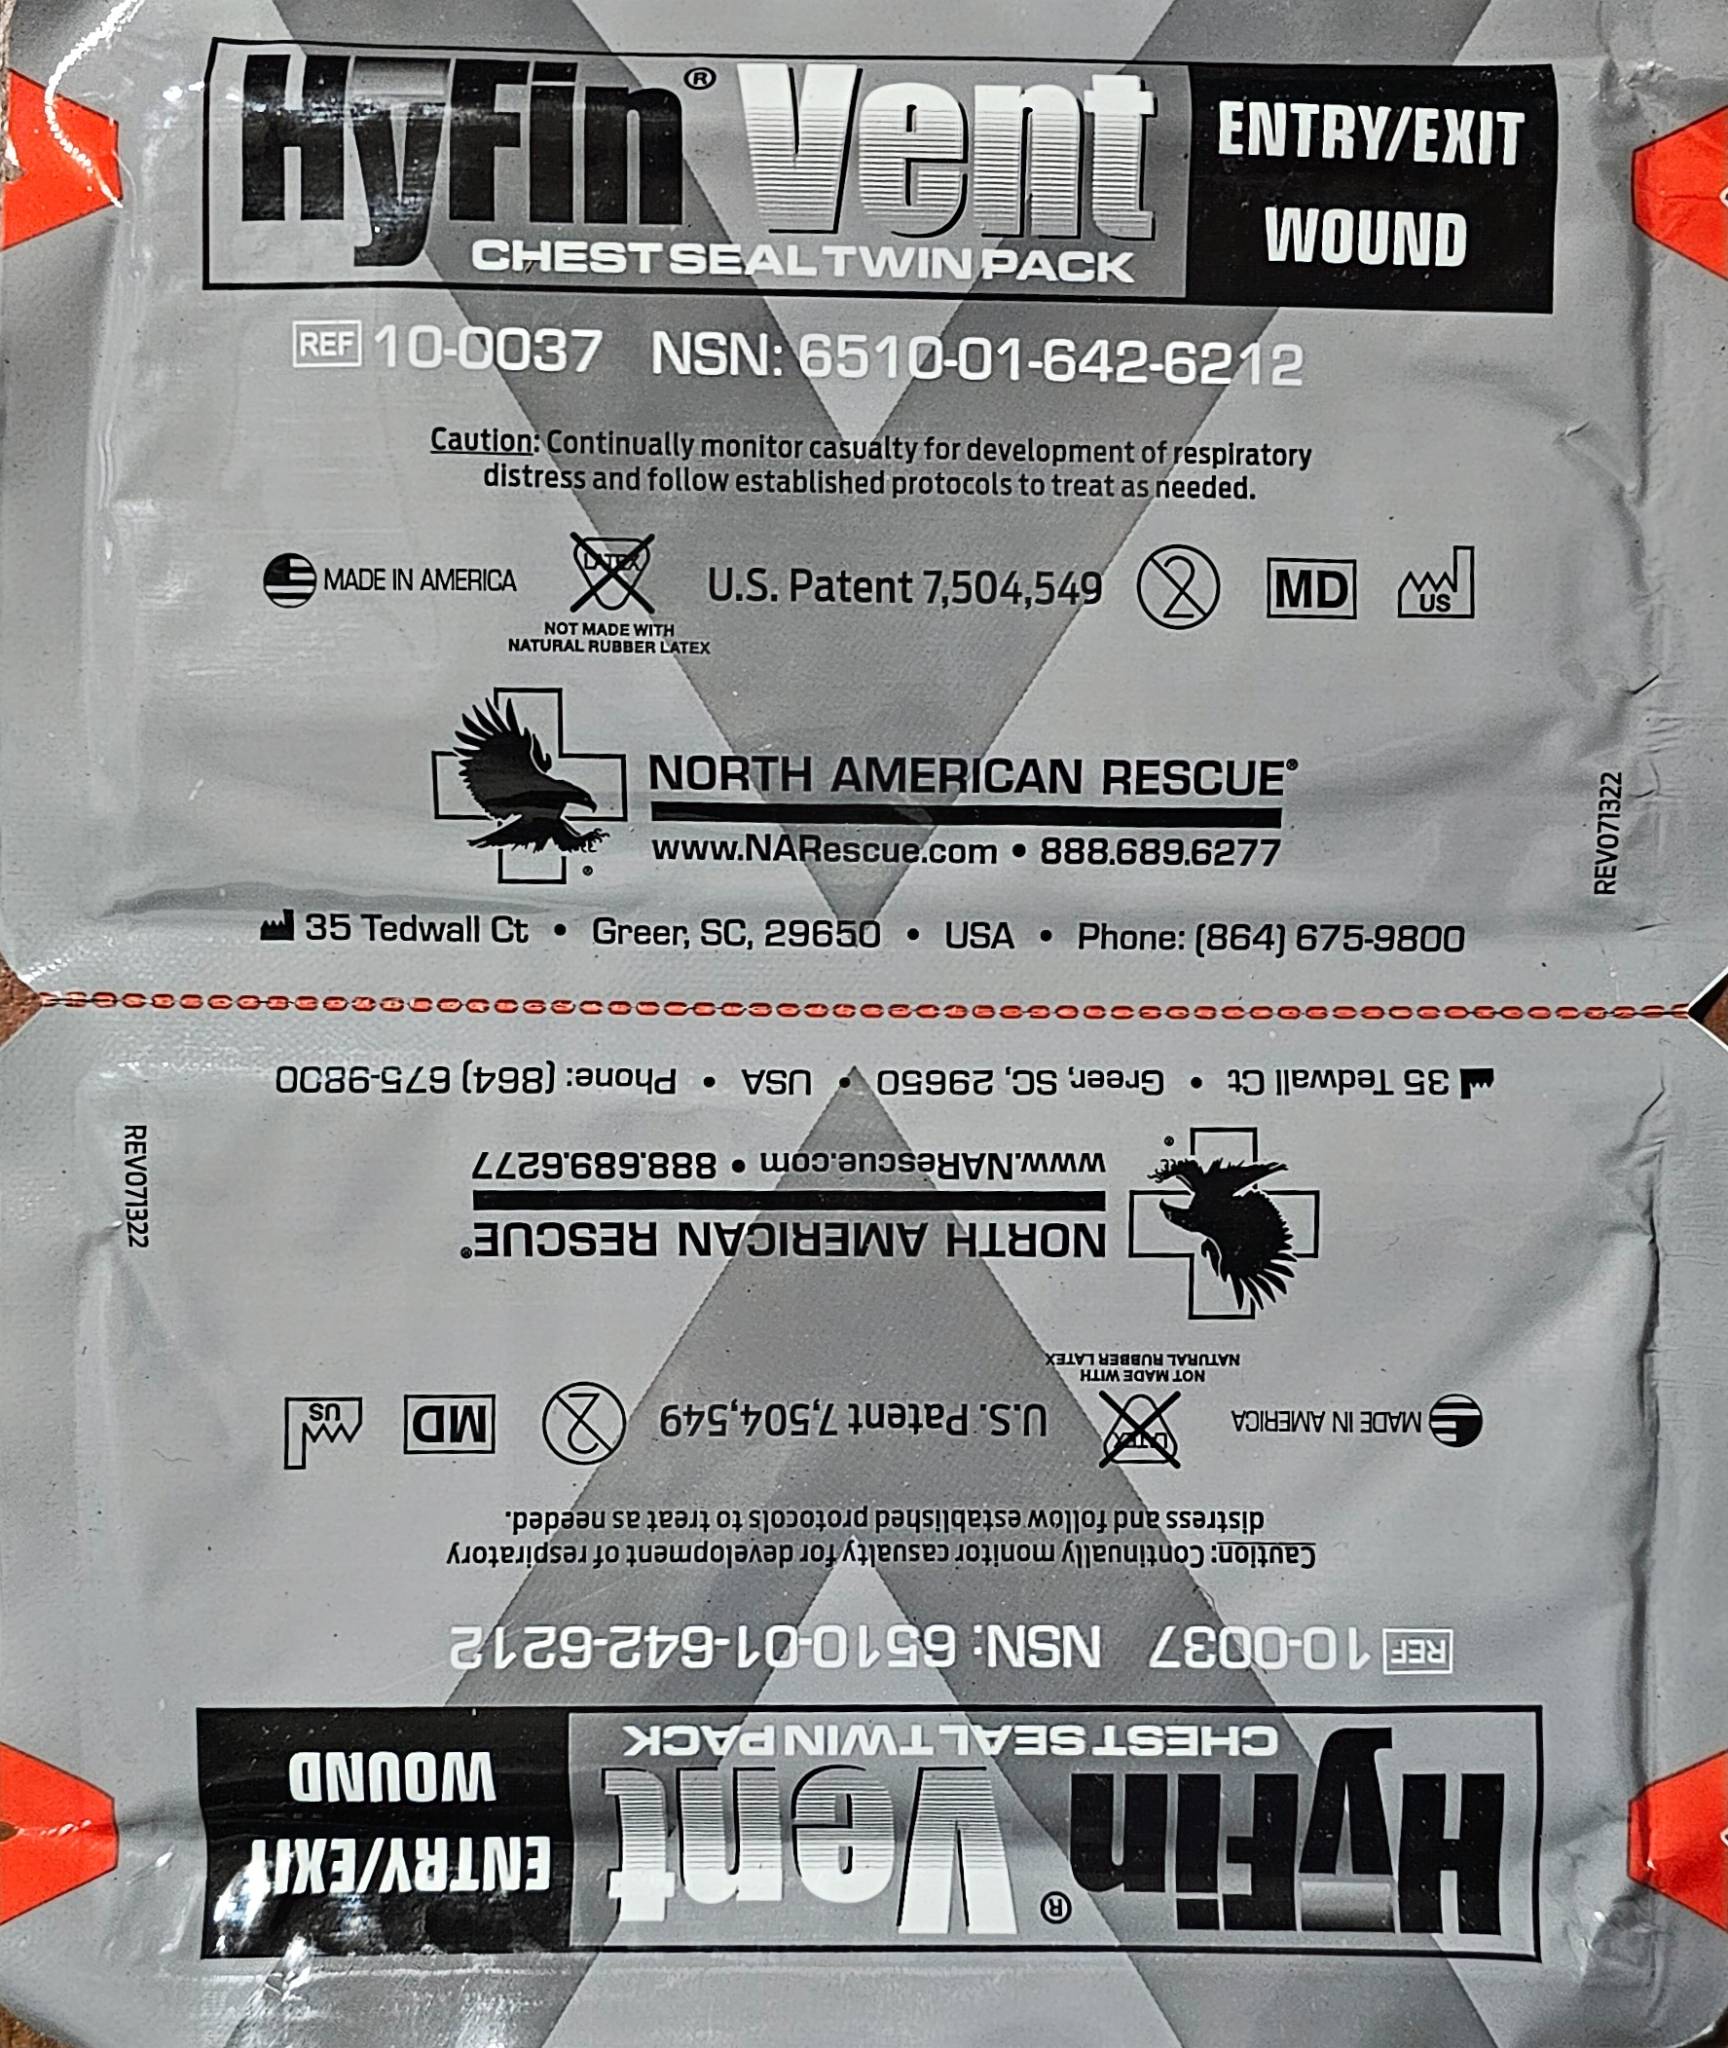 HyFin® Vent
CHEST SEAL TWIN PACK
ENTRY/EXIT
WOUND
REF 10-0037 NSN: 6510-01-642-6212
Caution: Continually monitor casualty for development of respiratory
distress and follow established protocols to treat as needed.
MADE IN AMERICA
LATEX
NOT MADE WITH
NATURAL RUBBER LATEX
U.S. Patent 7,504,549
2
MD
US
NORTH AMERICAN RESCUE®
www.NARescue.com • 888.689.6277
®
REV071322
35 Tedwall Ct • Greer, SC, 29650 • USA • Phone: (864) 675-9800
HyFin® Vent
CHEST SEAL TWIN PACK
ENTRY/EXIT
WOUND
REF 10-0037 NSN: 6510-01-642-6212
Caution: Continually monitor casualty for development of respiratory
distress and follow established protocols to treat as needed.
MADE IN AMERICA
LATEX
NOT MADE WITH
NATURAL RUBBER LATEX
U.S. Patent 7,504,549
2
MD
US
NORTH AMERICAN RESCUE®
www.NARescue.com • 888.689.6277
®
REV071322
35 Tedwall Ct • Greer, SC, 29650 • USA • Phone: (864) 675-9800